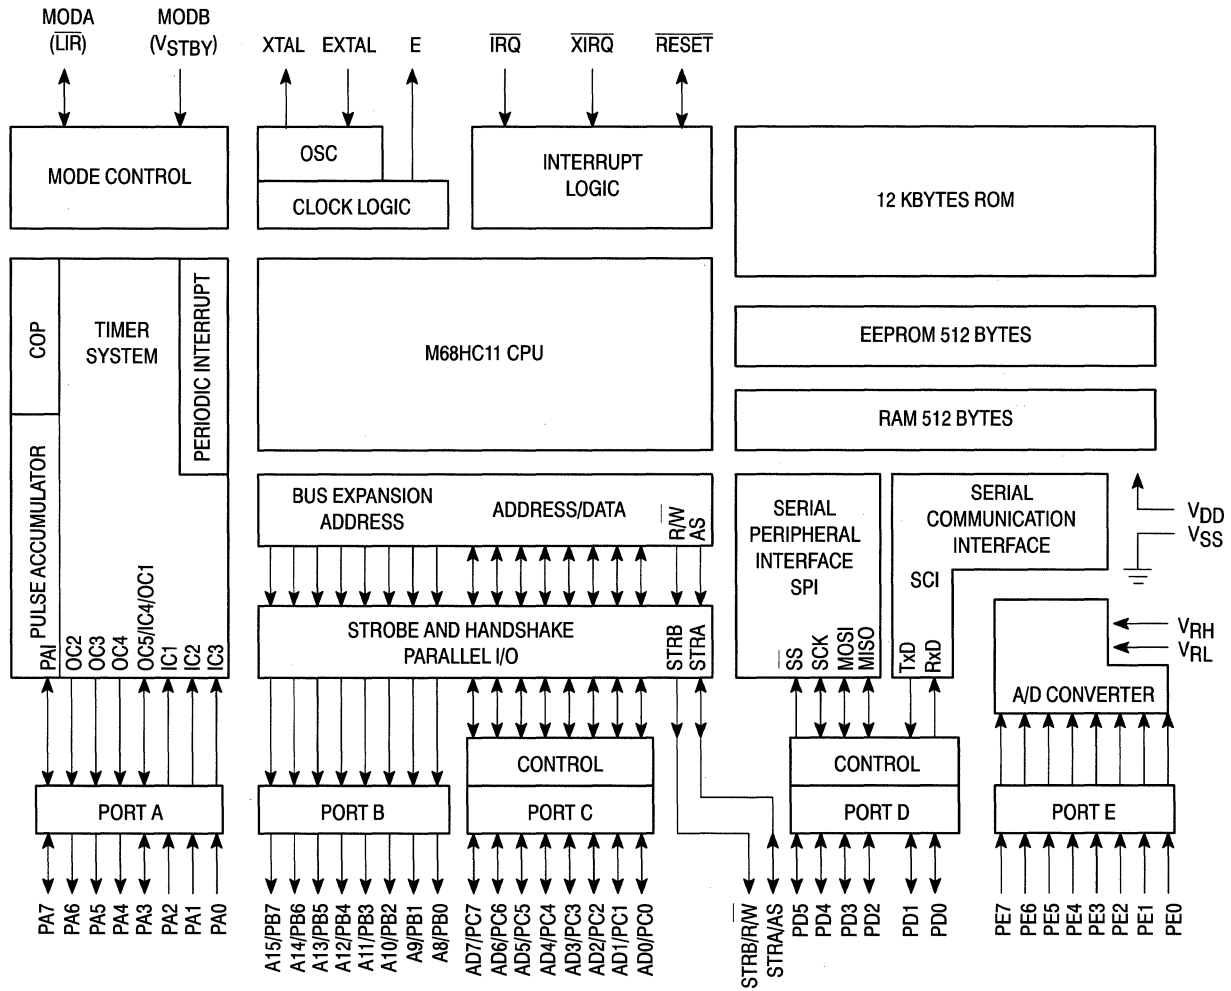 MODA
(LIR)
MODB
(VSTBY)
XTAL
EXTAL
E
IRQ
XIRQ
RESET
MODE CONTROL
OSC
CLOCK LOGIC
INTERRUPT
LOGIC
12 KBYTES ROM
COP
TIMER
SYSTEM
PERIODIC INTERRUPT
M68HC11 CPU
EEPROM 512 BYTES
RAM 512 BYTES
PULSE ACCUMULATOR
PAI
OC2
OC3
OC4
OC5/IC4/OC1
IC1
IC2
IC3
BUS EXPANSION
ADDRESS
ADDRESS/DATA
R/W
AS
STROBE AND HANDSHAKE
PARALLEL I/O
STRB
STRA
SERIAL
PERIPHERAL
INTERFACE
SPI
SS
SCK
MOSI
MISO
SERIAL
COMMUNICATION
INTERFACE
SCI
TxD
RxD
VDD
VSS
VRH
VRL
A/D CONVERTER
CONTROL
CONTROL
PORT A
PORT B
PORT C
PORT D
PORT E
PA7
PA6
PA5
PA4
PA3
PA2
PA1
PA0
A15/PB7
A14/PB6
A13/PB5
A12/PB4
A11/PB3
A10/PB2
A9/PB1
A8/PB0
AD7/PC7
AD6/PC6
AD5/PC5
AD4/PC4
AD3/PC3
AD2/PC2
AD1/PC1
AD0/PC0
STRB/R/W
STRA/AS
PD5
PD4
PD3
PD2
PD1
PD0
PE7
PE6
PE5
PE4
PE3
PE2
PE1
PE0